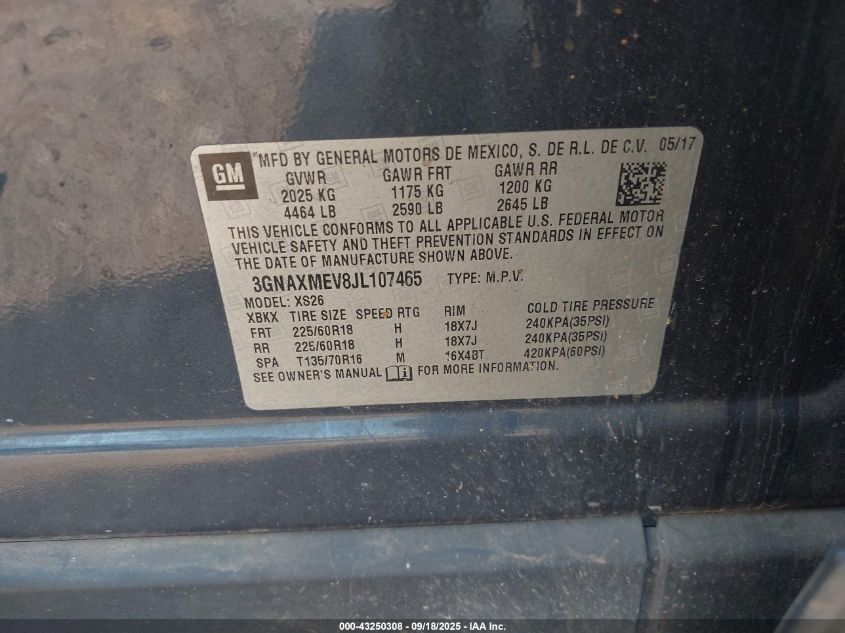 GM
MFD BY GENERAL MOTORS DE MEXICO, S. DE R.L. DE C.V. 05/17
GVWR GAWR FRT GAWR RR
2025 KG 1175 KG 1200 KG
4464 LB 2590 LB 2645 LB
THIS VEHICLE CONFORMS TO ALL APPLICABLE U.S. FEDERAL MOTOR
VEHICLE SAFETY AND THEFT PREVENTION STANDARDS IN EFFECT ON
THE DATE OF MANUFACTURE SHOWN ABOVE.
3GNAXMEV8JL107465 TYPE: M.P.V.
MODEL: XS26
XBKX TIRE SIZE SPEED RTG RIM COLD TIRE PRESSURE
FRT 225/60R18 H 18X7J 240KPA(35PSI)
RR 225/60R18 H 18X7J 240KPA(35PSI)
SPA T135/70R16 M 16X4BT 420KPA(60PSI)
SEE OWNER'S MANUAL FOR MORE INFORMATION.
000-43250308 - 09/18/2025 - IAA Inc.